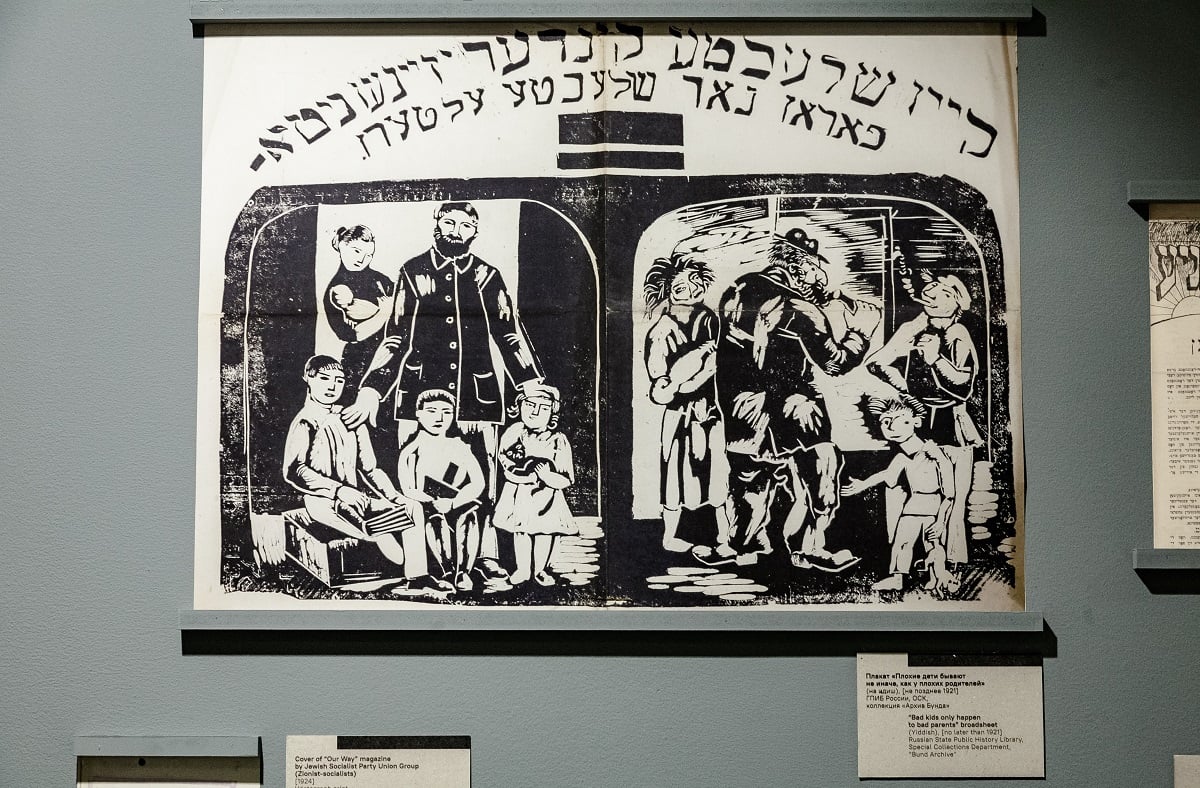 קיין שלעכטע קינדער זיינען ניטא-
פאראן נאר שלעכטע עלטערן.
Плакат «Плохие дети бывают
не иначе, как у плохих родителей»
(на идиш), [не позднее 1921]
ГПИБ России, ОСК,
коллекция «Архив Бунда»
"Bad kids only happen
to bad parents" broadsheet
(Yiddish), [no later than 1921]
Russian State Public History Library,
Special Collections Department,
"Bund Archive"
Cover of "Our Way" magazine
by Jewish Socialist Party Union Group
(Zionist-socialists)
[1924]